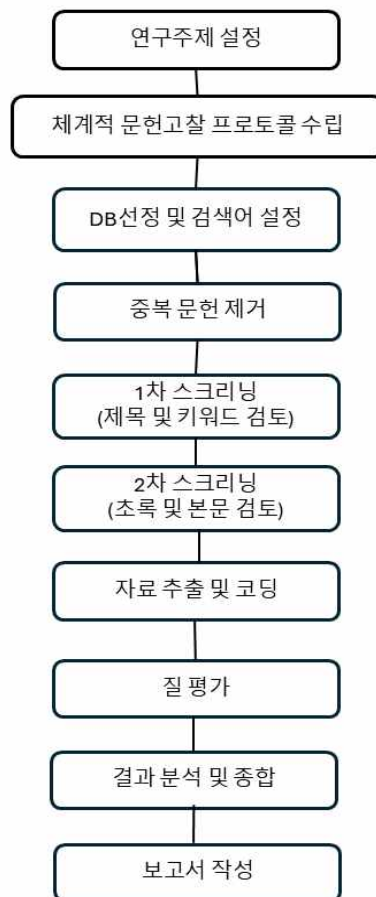 연구주제 설정
체계적 문헌고찰 프로토콜 수립
DB선정 및 검색어 설정
중복 문헌 제거
1차 스크리닝
(제목 및 키워드 검토)
2차 스크리닝
(초록 및 본문 검토)
자료 추출 및 코딩
질 평가
결과 분석 및 종합
보고서 작성